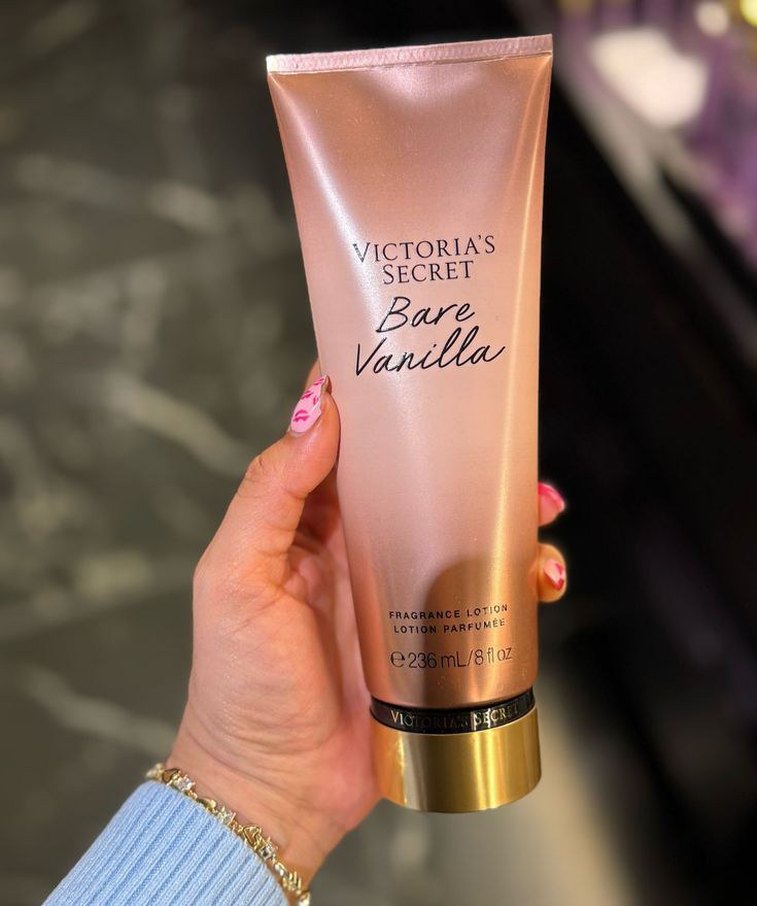 VICTORIA'S
SECRET
Bare
Vanilla
FRAGRANCE LOTION
LOTION PARFUMÉE
℮ 236 mL/8 fl oz
VICTORIA'S SECRET